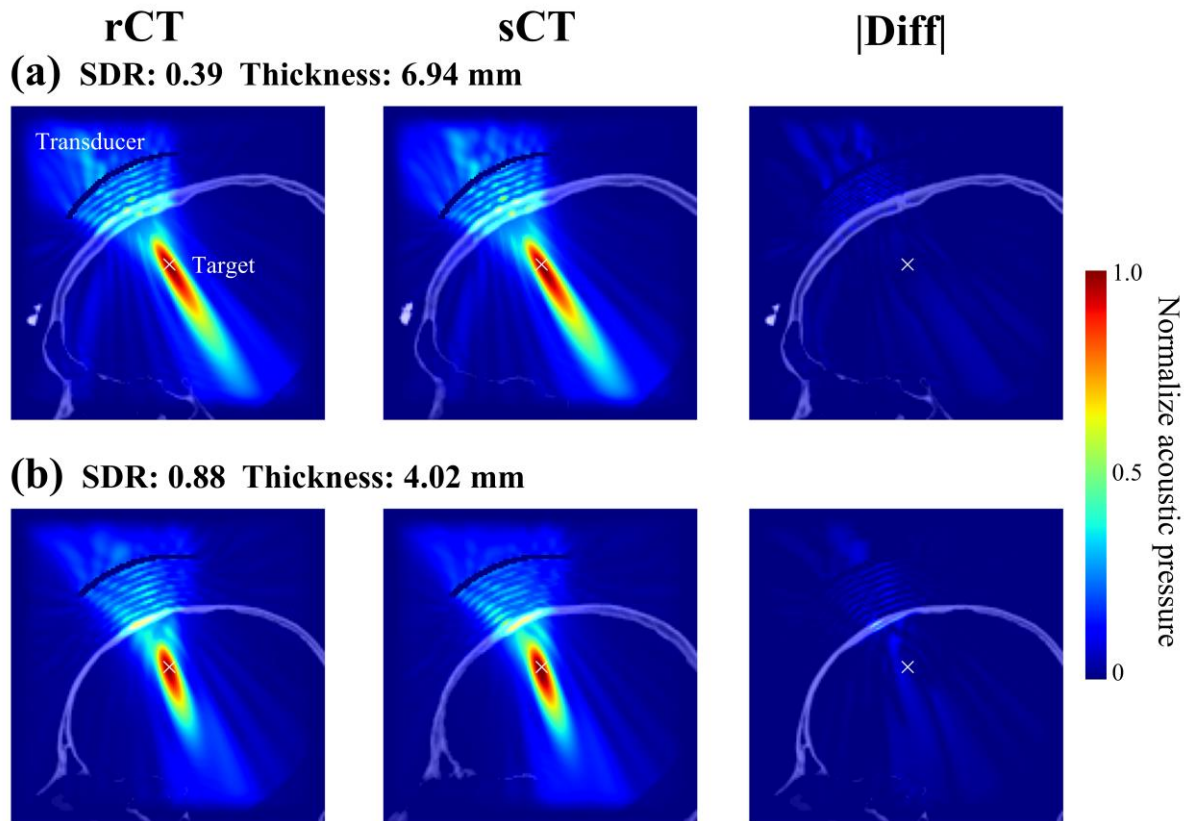 rCT sCT |Diff|
(a) SDR: 0.39 Thickness: 6.94 mm
Transducer
Target
(b) SDR: 0.88 Thickness: 4.02 mm
1.0
0.5
0
Normalize acoustic pressure